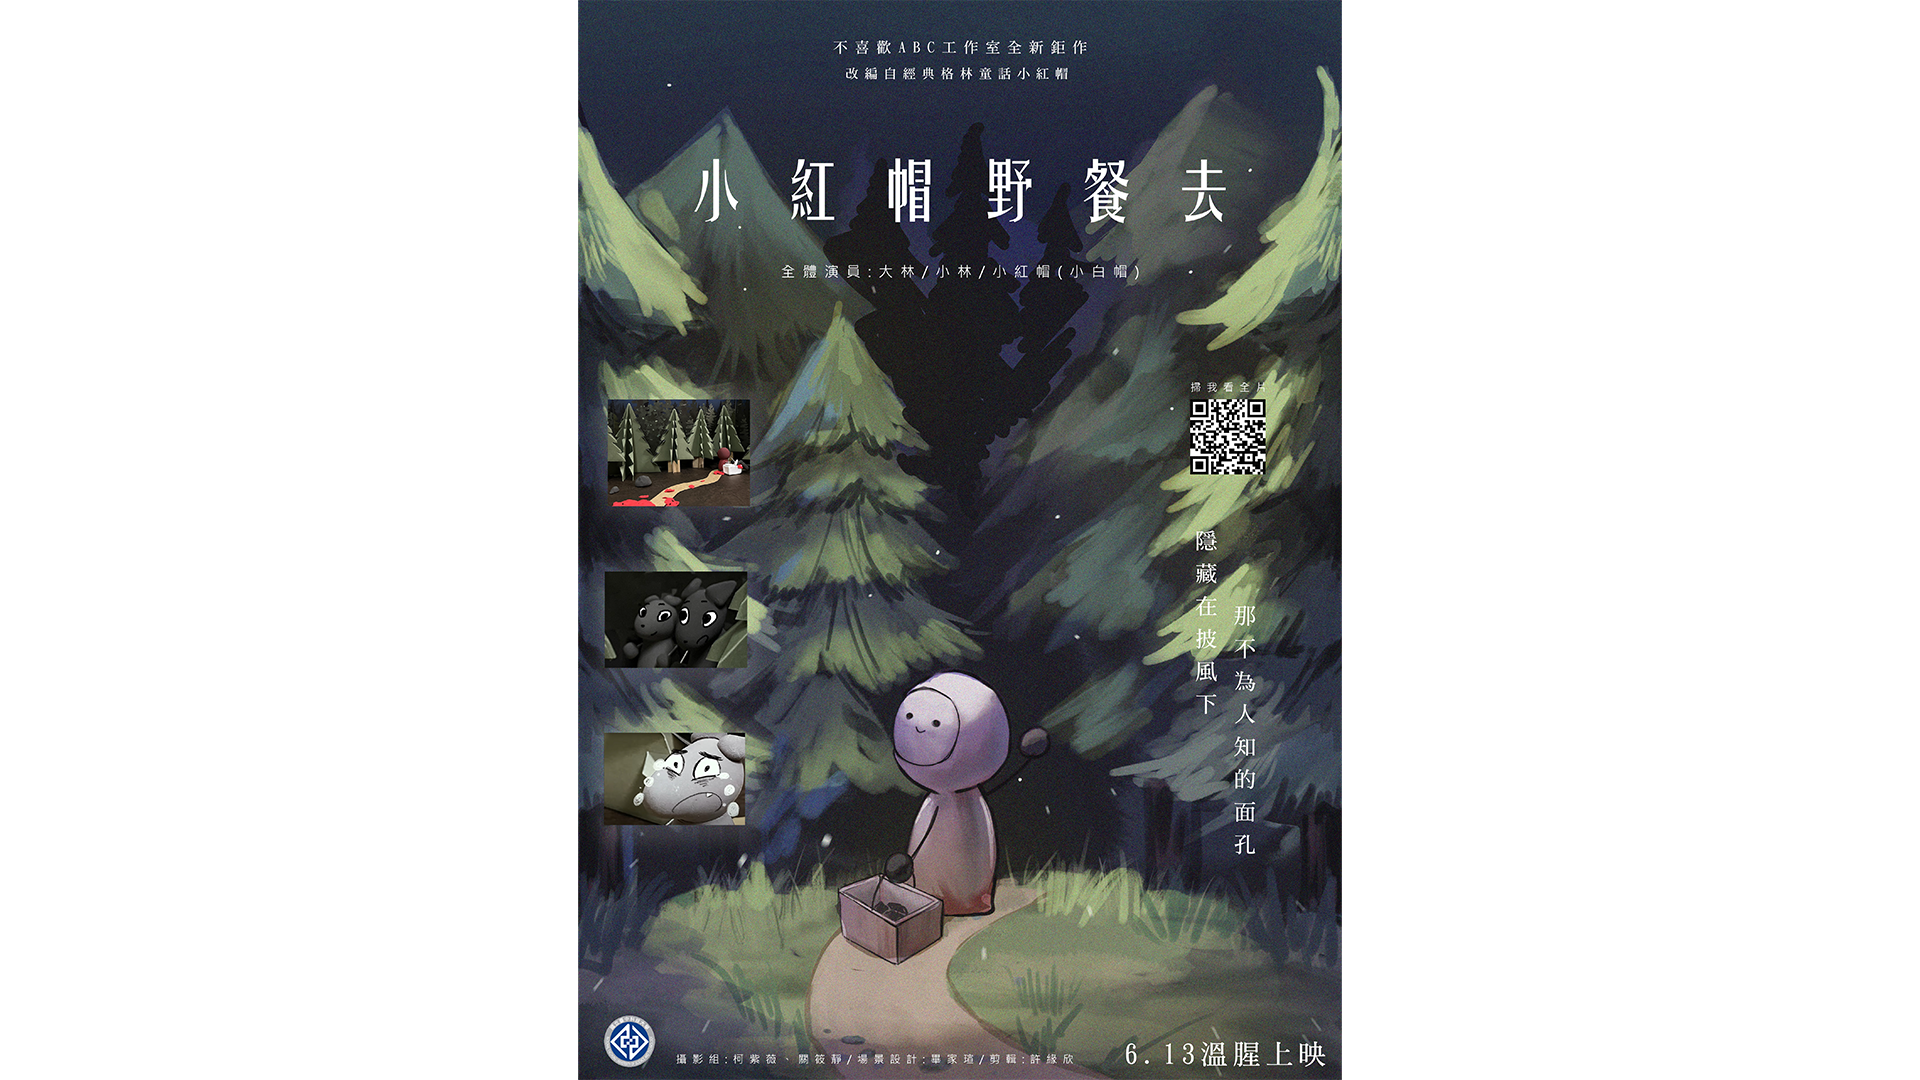 不喜歡ABC工作室全新鉅作
改編自經典格林童話小紅帽
小紅帽野餐去
全體演員:大林/小林/小紅帽(小白帽)
掃我看全片
隱藏在披風下
那不為人知的面孔
攝影組:柯紫薇、關筱靜/場景設計:畢家瑄/剪輯:許緣欣
6.13溫腥上映